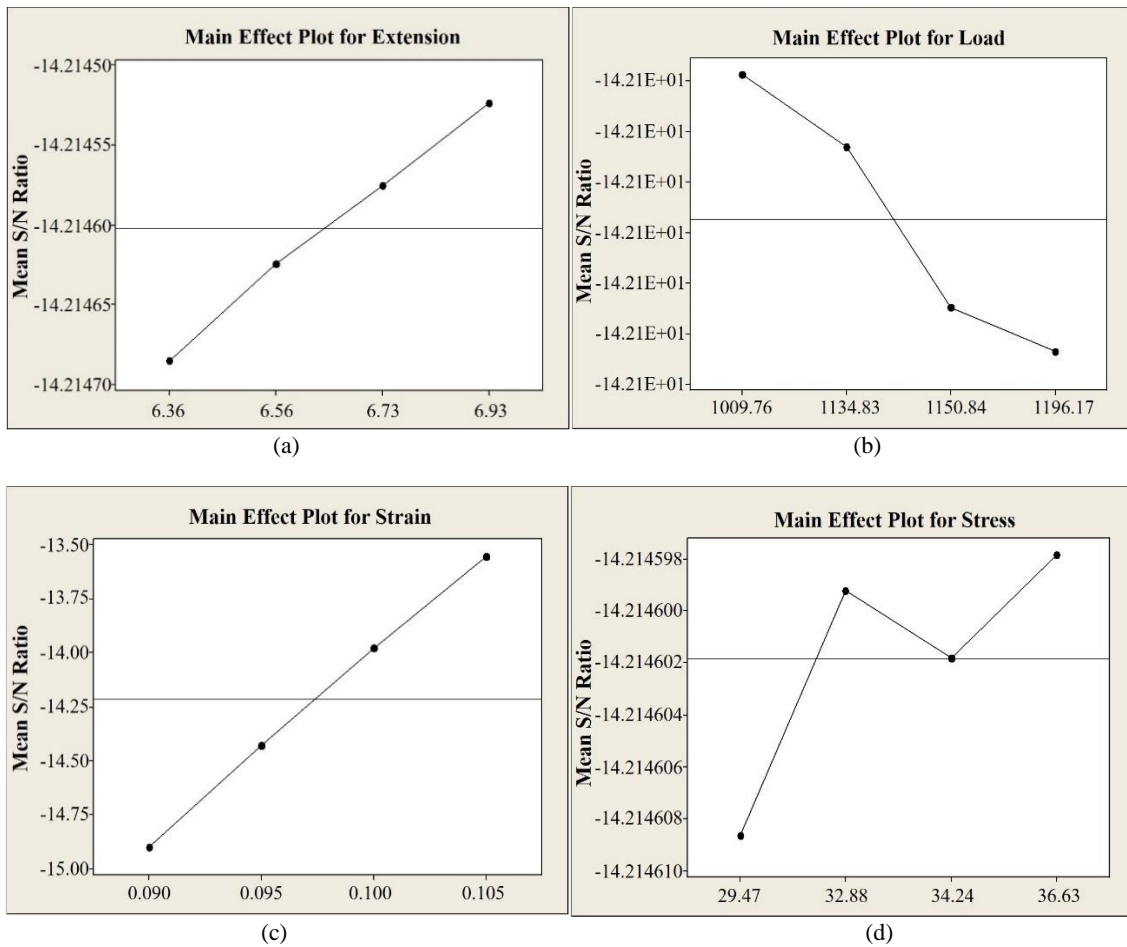 Main Effect Plot for Extension
Mean S/N Ratio
-14.21450
-14.21455
-14.21460
-14.21465
-14.21470
6.36 6.56 6.73 6.93
(a)
Main Effect Plot for Load
Mean S/N Ratio
-14.21E+01
-14.21E+01
-14.21E+01
-14.21E+01
-14.21E+01
-14.21E+01
-14.21E+01
1009.76 1134.83 1150.84 1196.17
(b)
Main Effect Plot for Strain
Mean S/N Ratio
-13.50
-13.75
-14.00
-14.25
-14.50
-14.75
-15.00
0.090 0.095 0.100 0.105
(c)
Main Effect Plot for Stress
Mean S/N Ratio
-14.214598
-14.214600
-14.214602
-14.214604
-14.214606
-14.214608
-14.214610
29.47 32.88 34.24 36.63
(d)